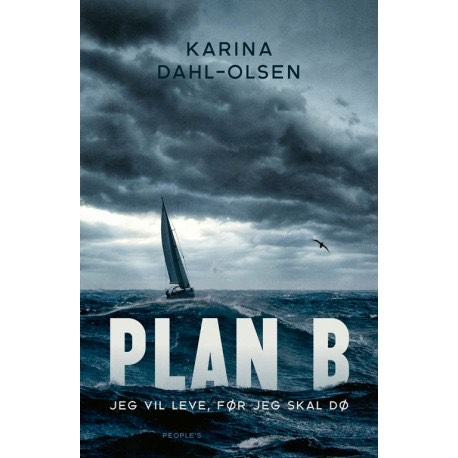 KARINA
DAHL-OLSEN
PLAN B
JEG VIL LEVE, FØR JEG SKAL DØ
PEOPLE'S